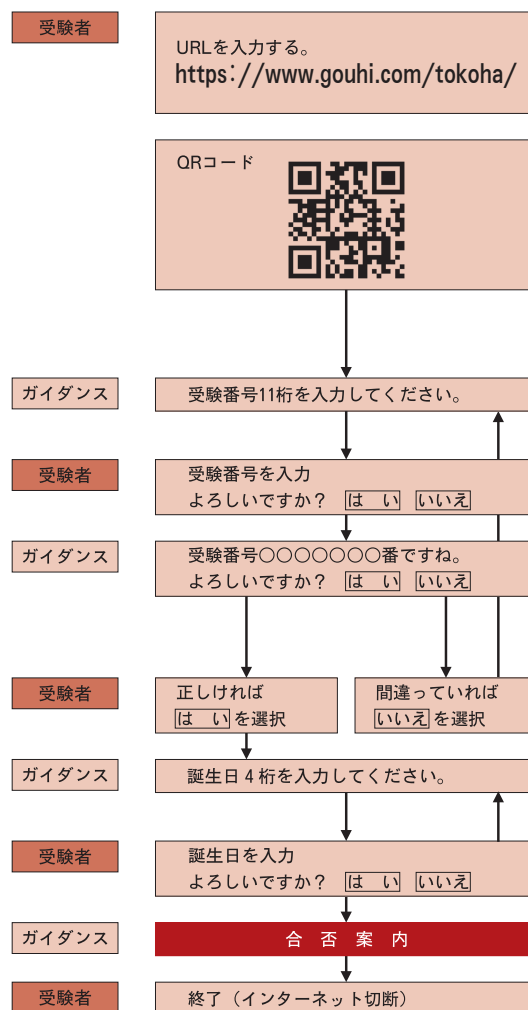 受験者
URLを入力する。
https://www.gouhi.com/tokoha/
QRコード
ガイダンス
受験番号11桁を入力してください。
受験者
受験番号を入力
よろしいですか？ はい いいえ
ガイダンス
受験番号○○○○○○○番ですね。
よろしいですか？ はい いいえ
受験者
正しければ
はい を選択
間違っていれば
いいえ を選択
ガイダンス
誕生日４桁を入力してください。
受験者
誕生日を入力
よろしいですか？ はい いいえ
ガイダンス
合否案内
受験者
終了（インターネット切断）